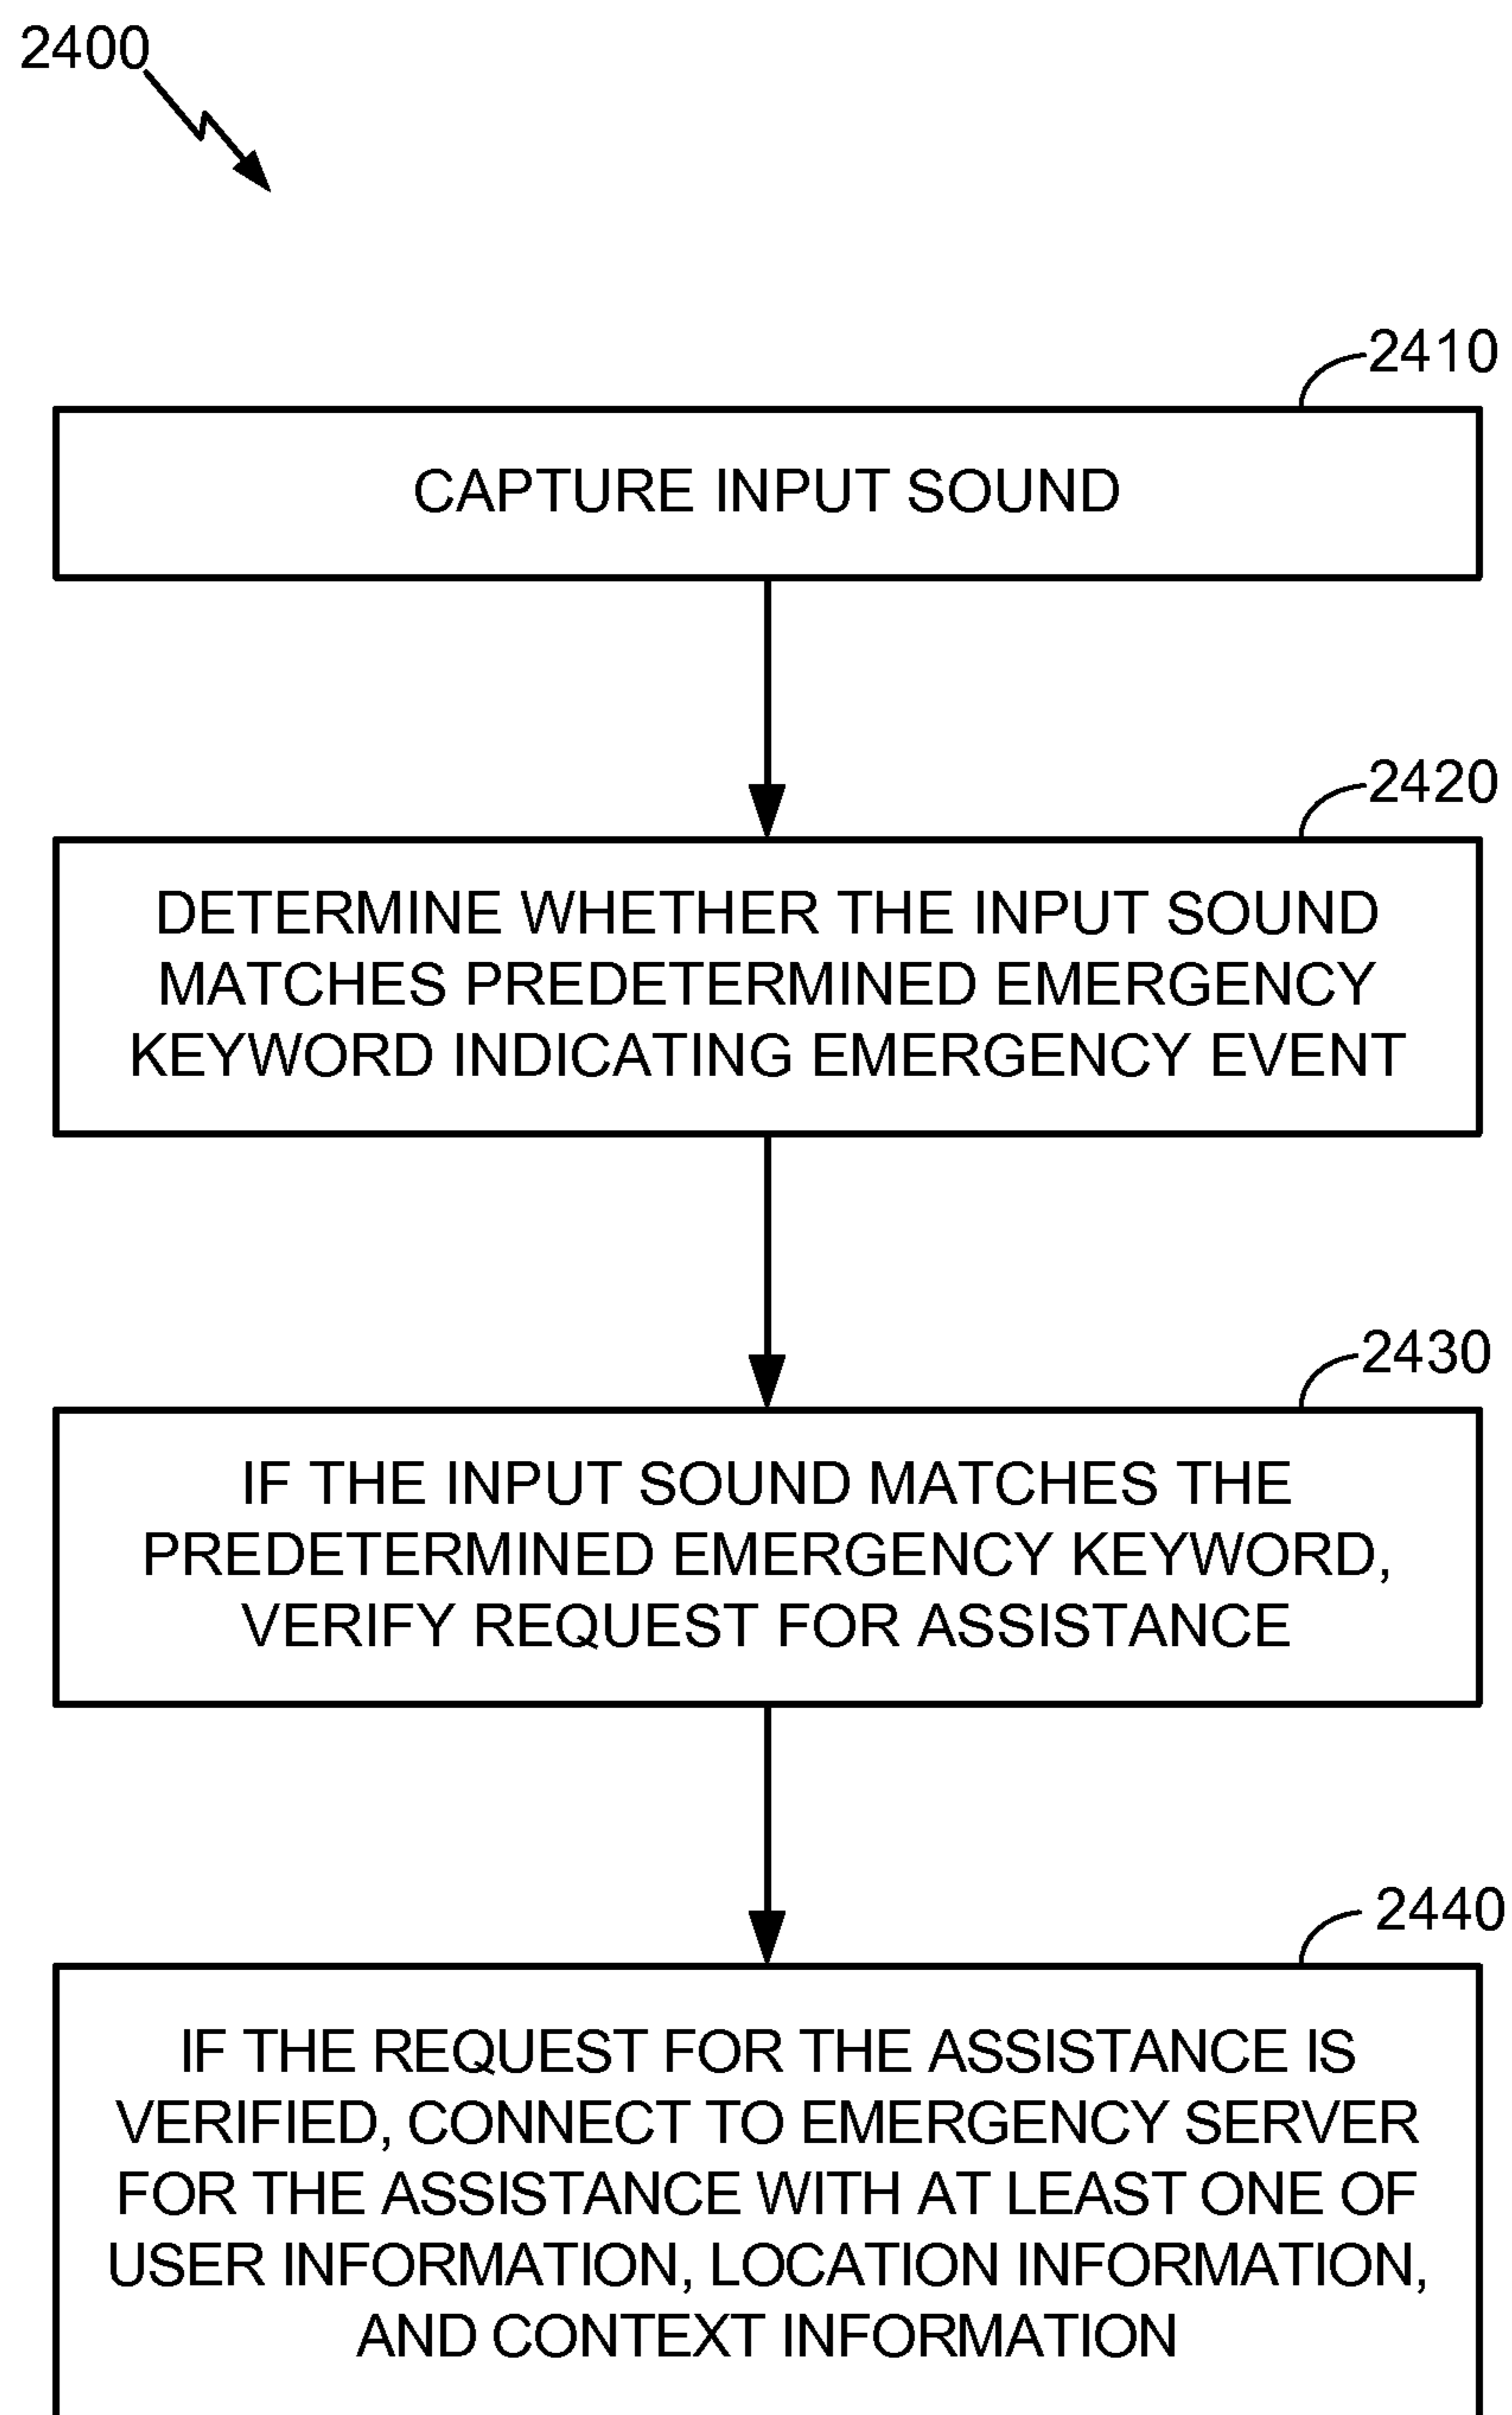 2400
2410
CAPTURE INPUT SOUND
2420
DETERMINE WHETHER THE INPUT SOUND
MATCHES PREDETERMINED EMERGENCY
KEYWORD INDICATING EMERGENCY EVENT
2430
IF THE INPUT SOUND MATCHES THE
PREDETERMINED EMERGENCY KEYWORD,
VERIFY REQUEST FOR ASSISTANCE
2440
IF THE REQUEST FOR THE ASSISTANCE IS
VERIFIED, CONNECT TO EMERGENCY SERVER
FOR THE ASSISTANCE WITH AT LEAST ONE OF
USER INFORMATION, LOCATION INFORMATION,
AND CONTEXT INFORMATION